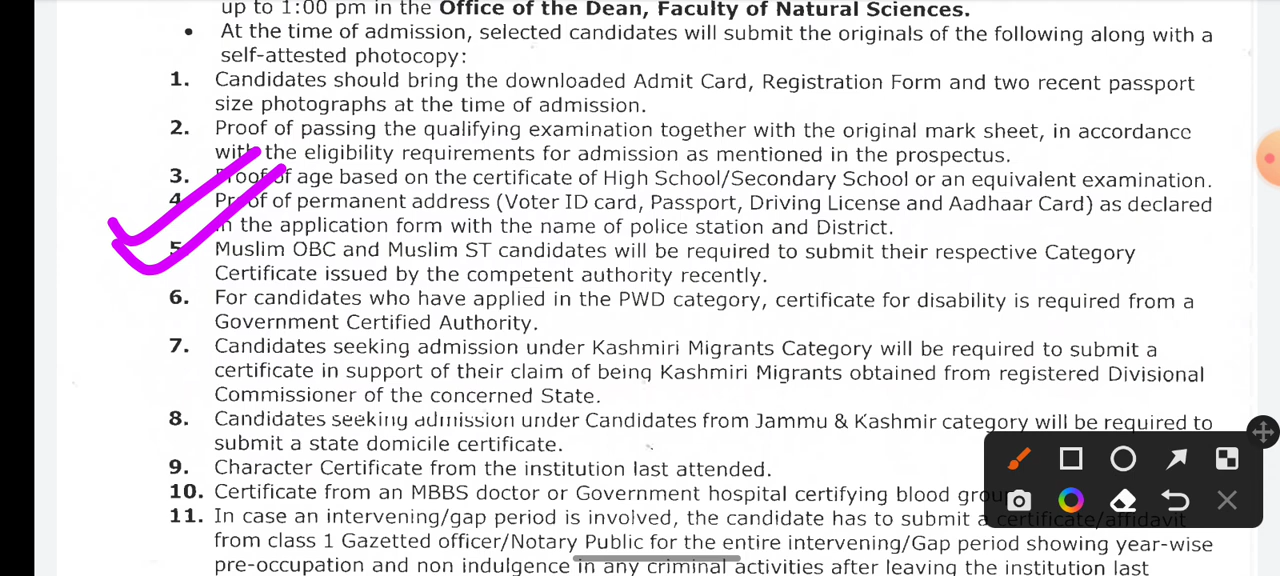 up to 1:00 pm in the Office of the Dean, Faculty of Natural Sciences.
• At the time of admission, selected candidates will submit the originals of the following along with a
self-attested photocopy:
1. Candidates should bring the downloaded Admit Card, Registration Form and two recent passport
size photographs at the time of admission.
2. Proof of passing the qualifying examination together with the original mark sheet, in accordance
with the eligibility requirements for admission as mentioned in the prospectus.
3. Proof of age based on the certificate of High School/Secondary School or an equivalent examination.
4. Proof of permanent address (Voter ID card, Passport, Driving License and Aadhaar Card) as declared
in the application form with the name of police station and District.
5. Muslim OBC and Muslim ST candidates will be required to submit their respective Category
Certificate issued by the competent authority recently.
6. For candidates who have applied in the PWD category, certificate for disability is required from a
Government Certified Authority.
7. Candidates seeking admission under Kashmiri Migrants Category will be required to submit a
certificate in support of their claim of being Kashmiri Migrants obtained from registered Divisional
Commissioner of the concerned State.
8. Candidates seeking admission under Candidates from Jammu & Kashmir category will be required to
submit a state domicile certificate.
9. Character Certificate from the institution last attended.
10. Certificate from an MBBS doctor or Government hospital certifying blood grou
11. In case an intervening/gap period is involved, the candidate has to submit a certificate/affidavit
from class 1 Gazetted officer/Notary Public for the entire intervening/Gap period showing year-wise
pre-occupation and non indulgence in any criminal activities after leaving the institution last